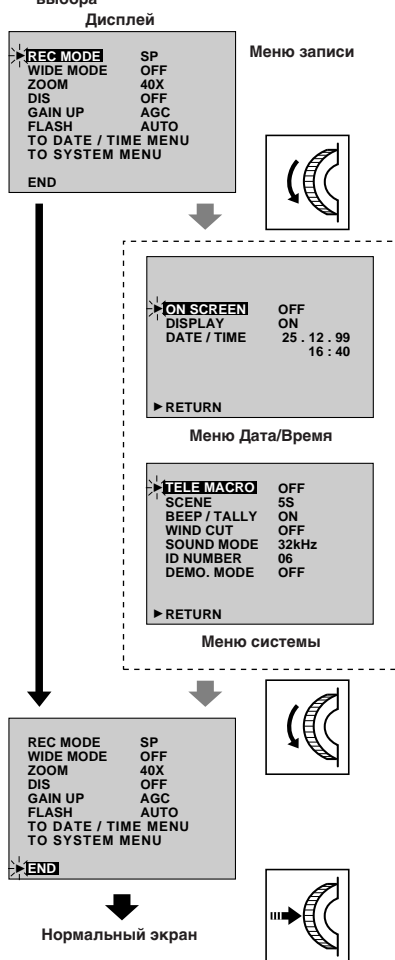 выбора
Дисплей
►REC MODE SP
WIDE MODE OFF
ZOOM 40X
DIS OFF
GAIN UP AGC
FLASH AUTO
TO DATE / TIME MENU
TO SYSTEM MENU
END
Меню записи
►ON SCREEN OFF
DISPLAY ON
DATE / TIME 25 . 12 . 99
16 : 40
►RETURN
Меню Дата/Время
►TELE MACRO OFF
SCENE 5S
BEEP / TALLY ON
WIND CUT OFF
SOUND MODE 32kHz
ID NUMBER 06
DEMO. MODE OFF
►RETURN
Меню системы
REC MODE SP
WIDE MODE OFF
ZOOM 40X
DIS OFF
GAIN UP AGC
FLASH AUTO
TO DATE / TIME MENU
TO SYSTEM MENU
►END
Нормальный экран